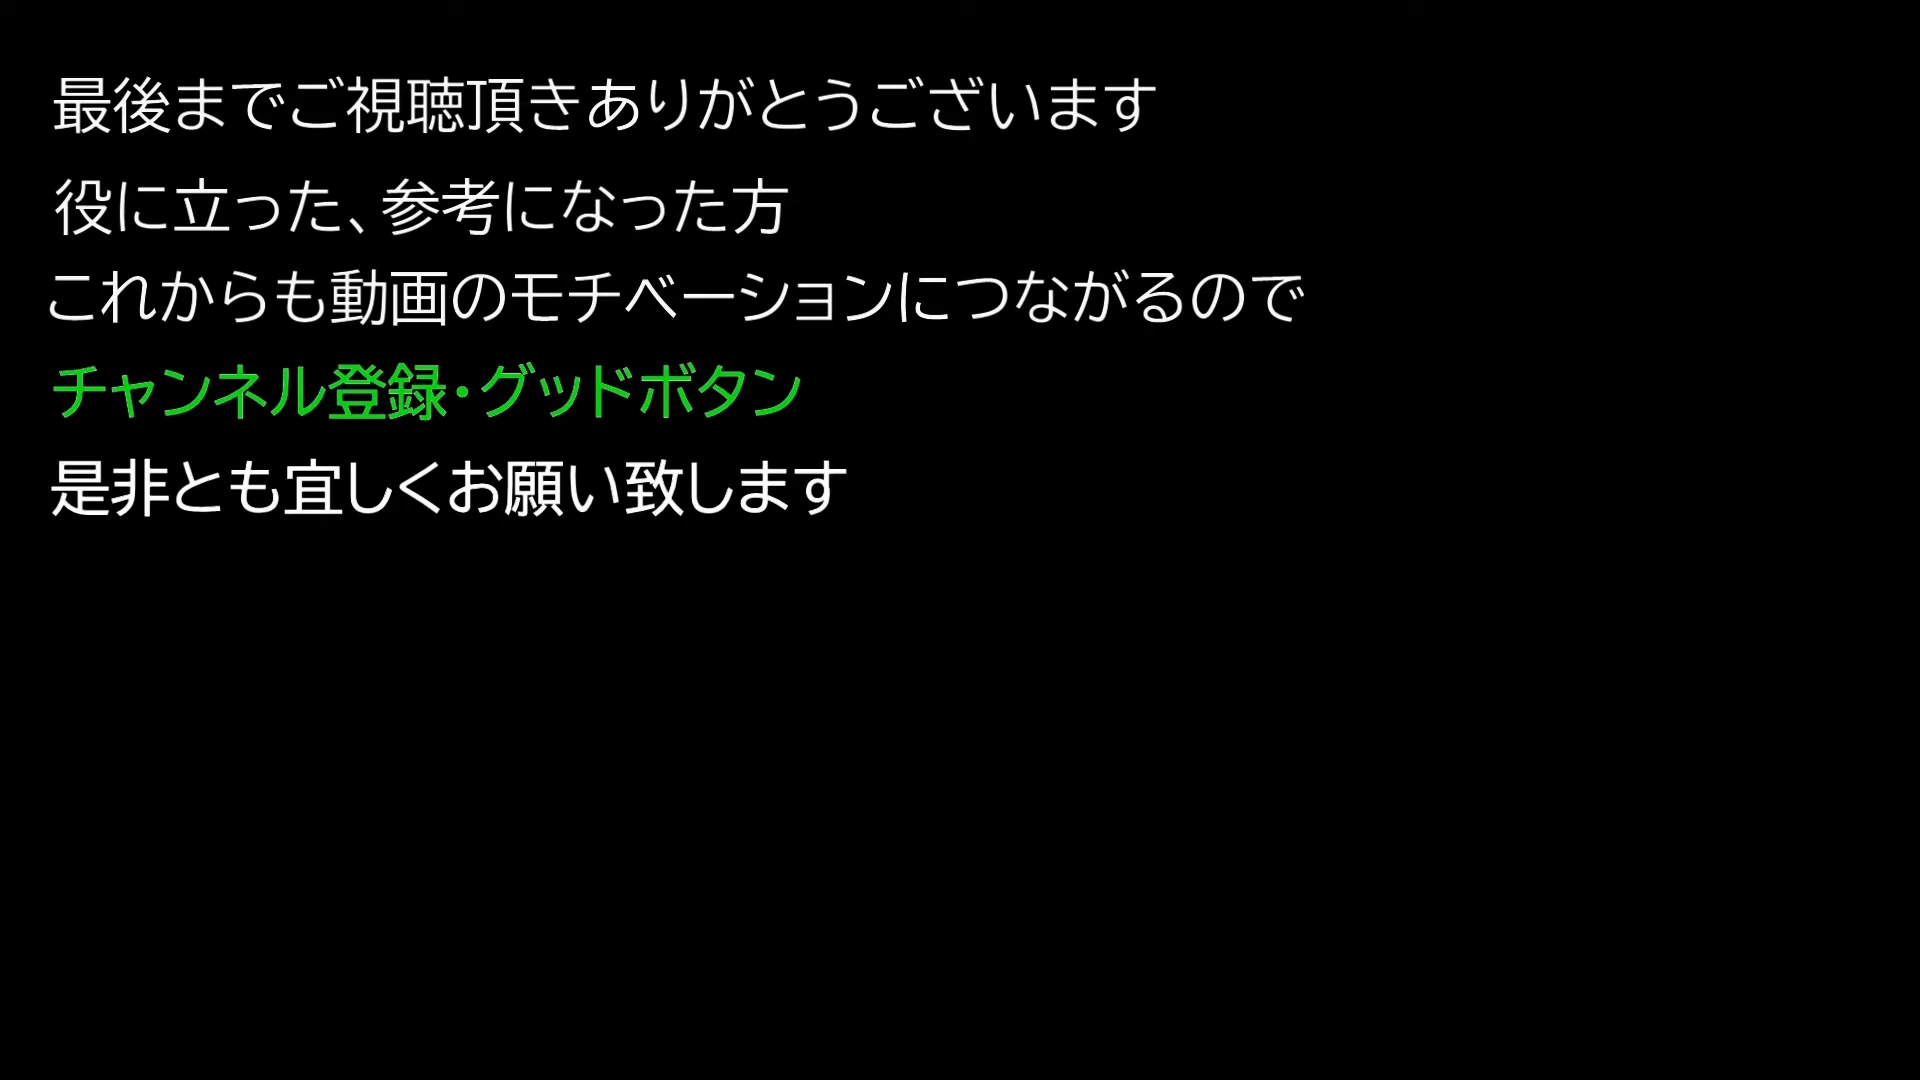 最後までご視聴頂きありがとうございます
役に立った、参考になった方
これからも動画のモチベーションにつながるので
チャンネル登録・グッドボタン
是非とも宜しくお願い致します